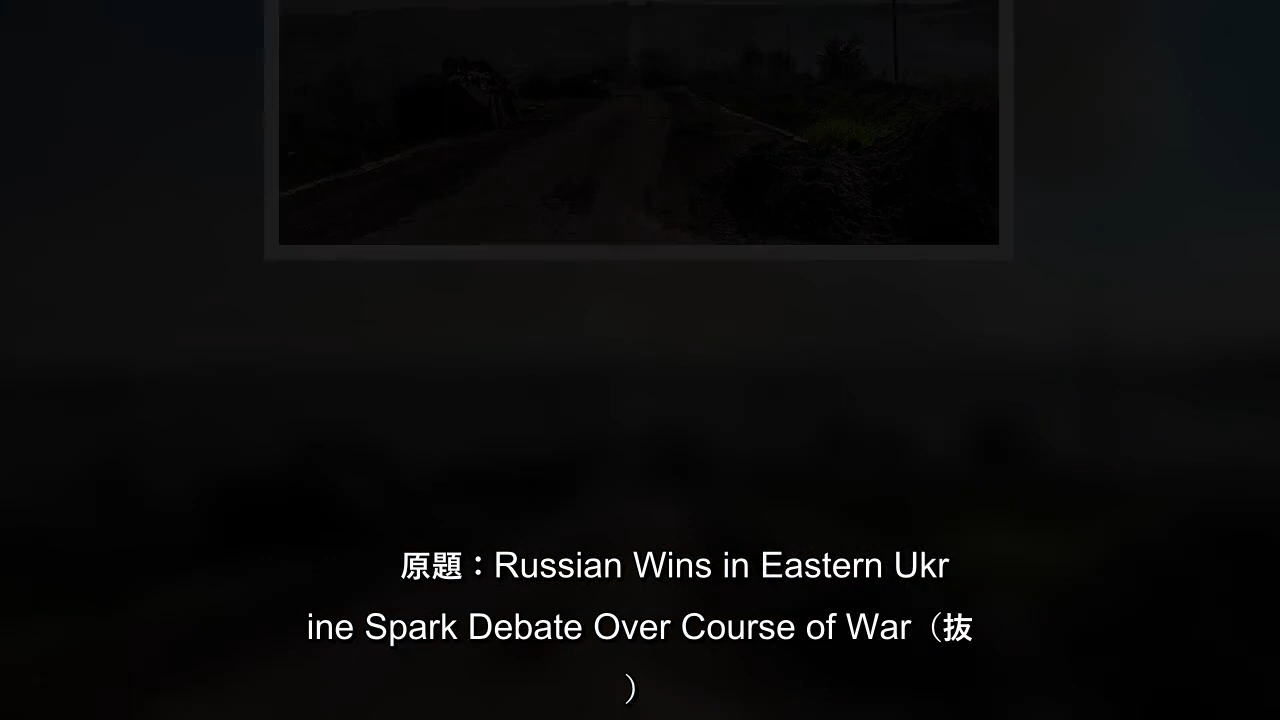 原題：Russian Wins in Eastern Ukr
ine Spark Debate Over Course of War（抜
）